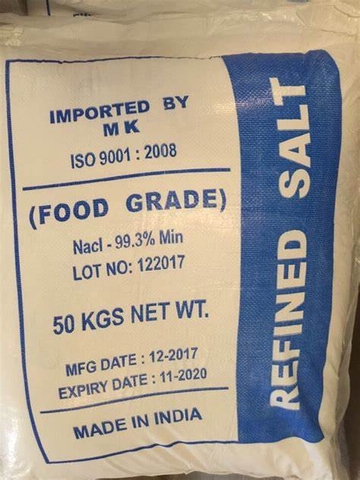 IMPORTED BY
M K
ISO 9001 : 2008
(FOOD GRADE)
Nacl - 99.3% Min
LOT NO: 122017
50 KGS NET WT.
MFG DATE : 12-2017
EXPIRY DATE : 11-2020
MADE IN INDIA
REFINED SALT